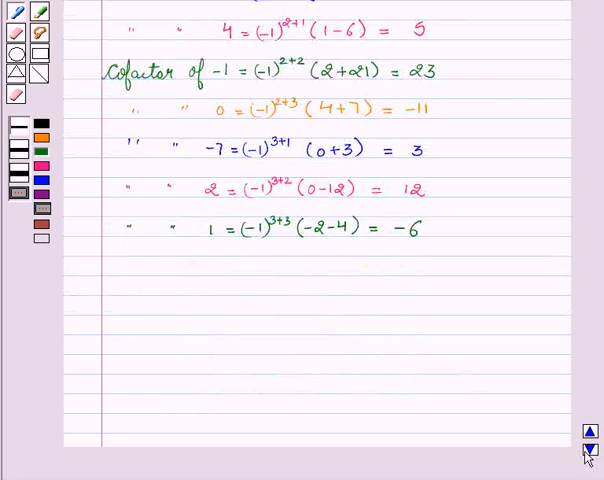 " " 4 = (-1)²⁺¹ (1-6) = 5
Cofactor of -1 = (-1)²⁺² (2+21) = 23
" " 0 = (-1)²⁺³ (4+7) = -11
" " -7 = (-1)³⁺¹ (0+3) = 3
" " 2 = (-1)³⁺² (0-12) = 12
" " 1 = (-1)³⁺³ (-2-4) = -6